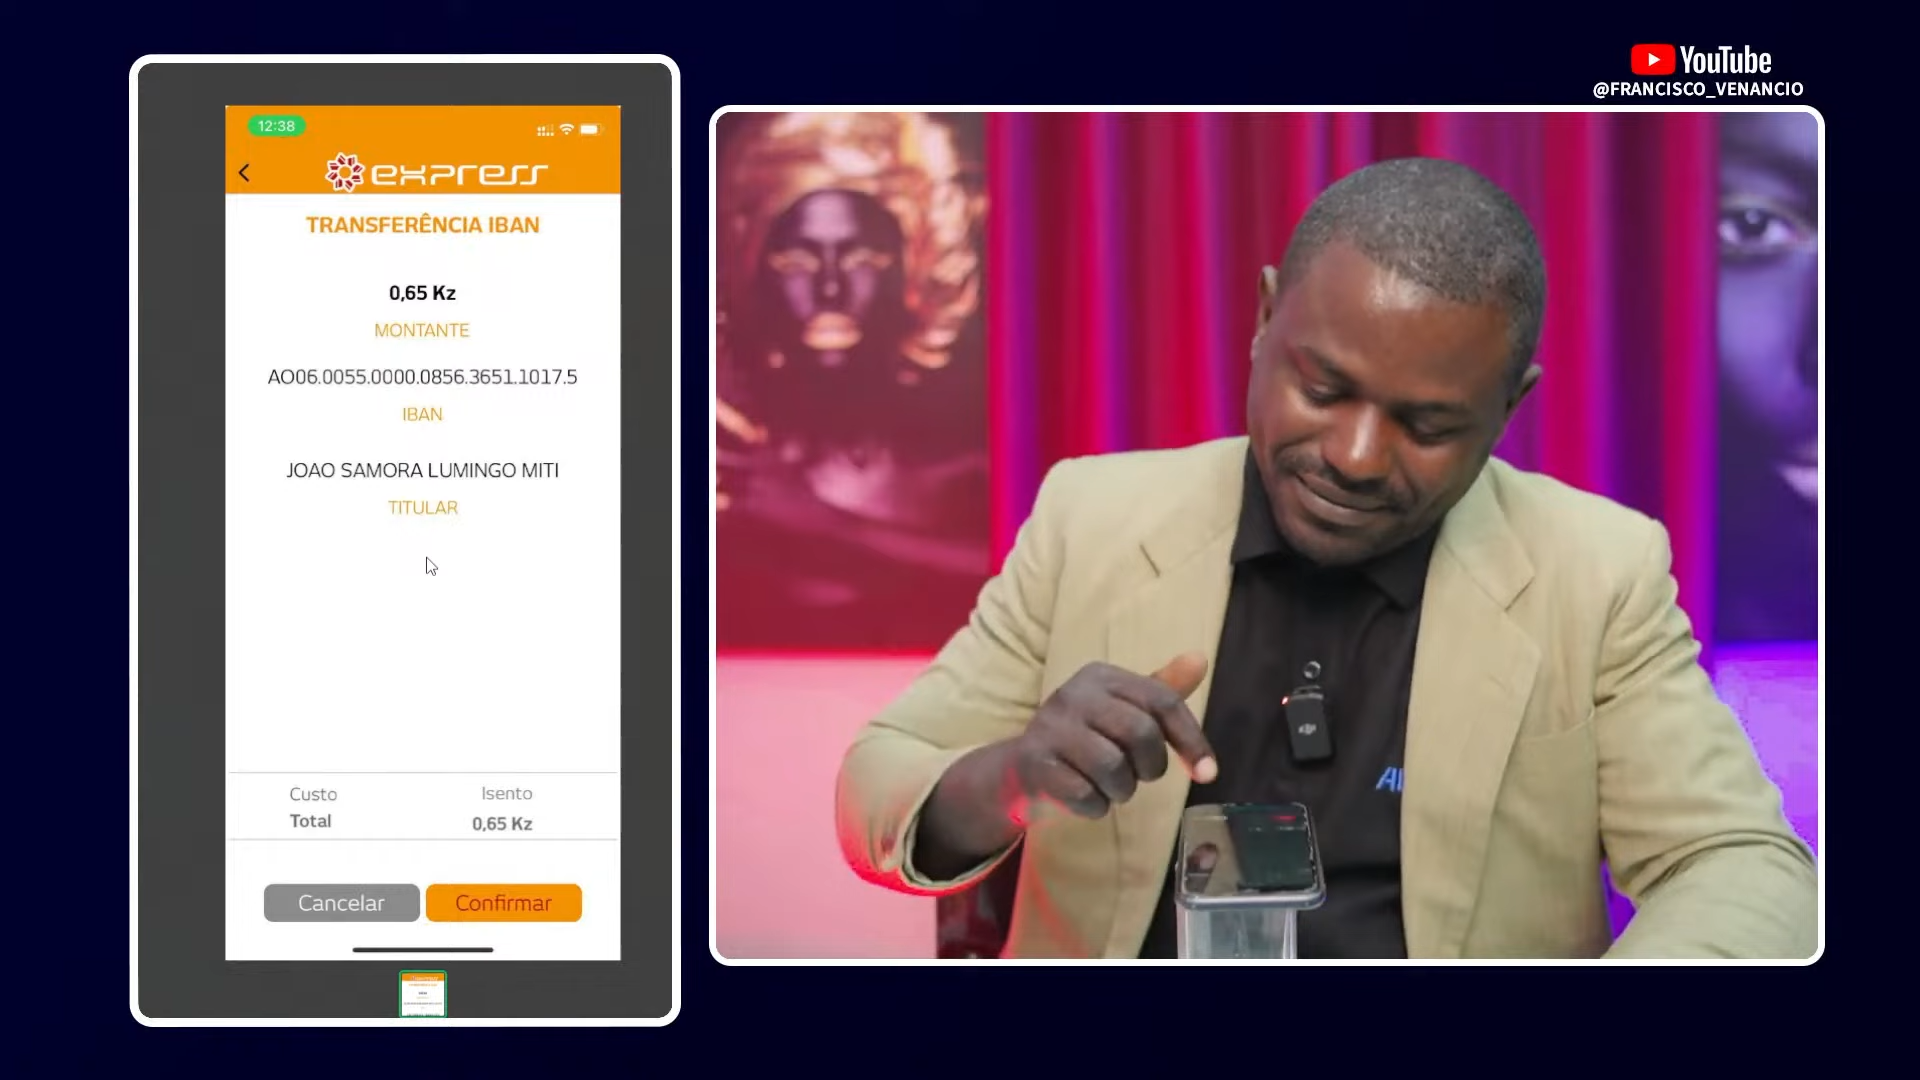 12:38
express
TRANSFERÊNCIA IBAN
0,65 Kz
MONTANTE
AO06.0055.0000.0856.3651.1017.5
IBAN
JOAO SAMORA LUMINGO MITI
TITULAR
Custo Isento
Total 0,65 Kz
Cancelar Confirmar
YouTube
@FRANCISCO_VENANCIO
dji